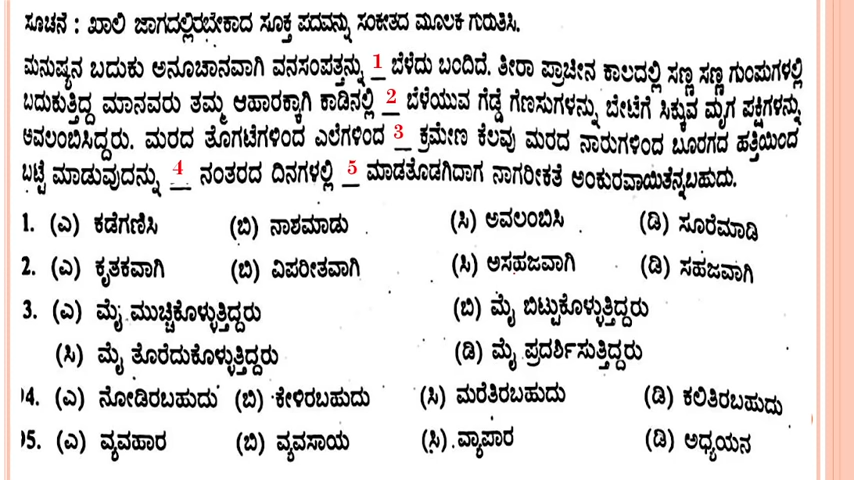 ಸೂಚನೆ : ಖಾಲಿ ಜಾಗದಲ್ಲಿರಬೇಕಾದ ಸೂಕ್ತ ಪದವನ್ನು ಸಂಕೇತದ ಮೂಲಕ ಗುರುತಿಸಿ.
ಮನುಷ್ಯನ ಬದುಕು ಅನೂಚಾನವಾಗಿ ವನಸಂಪತ್ತನ್ನು 1 ಬೆಳೆದು ಬಂದಿದೆ. ತೀರಾ ಪ್ರಾಚೀನ ಕಾಲದಲ್ಲಿ ಸಣ್ಣ ಸಣ್ಣ ಗುಂಪುಗಳಲ್ಲಿ
ಬದುಕುತ್ತಿದ್ದ ಮಾನವರು ತಮ್ಮ ಆಹಾರಕ್ಕಾಗಿ ಕಾಡಿನಲ್ಲಿ 2 ಬೆಳೆಯುವ ಗೆಡ್ಡೆ ಗೆಣಸುಗಳನ್ನು ಬೇಟೆಗೆ ಸಿಕ್ಕುವ ಮೃಗ ಪಕ್ಷಿಗಳನ್ನು
ಅವಲಂಬಿಸಿದ್ದರು. ಮರದ ತೊಗಟೆಗಳಿಂದ ಎಲೆಗಳಿಂದ 3 ಕ್ರಮೇಣ ಕೆಲವು ಮರದ ನಾರುಗಳಿಂದ ಬೂರಗದ ಹತ್ತಿಯಿಂದ
ಬಟ್ಟೆ ಮಾಡುವುದನ್ನು 4 ನಂತರದ ದಿನಗಳಲ್ಲಿ 5 ಮಾಡತೊಡಗಿದಾಗ ನಾಗರೀಕತೆ ಅಂಕುರವಾಯಿತೆನ್ನಬಹುದು.
1. (ಎ) ಕಡೆಗಣಿಸಿ (ಬಿ) ನಾಶಮಾಡು (ಸಿ) ಅವಲಂಬಿಸಿ (ಡಿ) ಸೂರೆಮಾಡಿ
2. (ಎ) ಕೃತಕವಾಗಿ (ಬಿ) ವಿಪರೀತವಾಗಿ (ಸಿ) ಅಸಹಜವಾಗಿ (ಡಿ) ಸಹಜವಾಗಿ
3. (ಎ) ಮೈ ಮುಚ್ಚಿಕೊಳ್ಳುತ್ತಿದ್ದರು (ಬಿ) ಮೈ ಬಿಟ್ಟುಕೊಳ್ಳುತ್ತಿದ್ದರು
(ಸಿ) ಮೈ ತೊರೆದುಕೊಳ್ಳುತ್ತಿದ್ದರು (ಡಿ) ಮೈ ಪ್ರದರ್ಶಿಸುತ್ತಿದ್ದರು
4. (ಎ) ನೋಡಿರಬಹುದು (ಬಿ) ಕೇಳಿರಬಹುದು (ಸಿ) ಮರೆತಿರಬಹುದು (ಡಿ) ಕಲಿತಿರಬಹುದು
5. (ಎ) ವ್ಯವಹಾರ (ಬಿ) ವ್ಯವಸಾಯ (ಸಿ) ವ್ಯಾಪಾರ (ಡಿ) ಅಧ್ಯಯನ